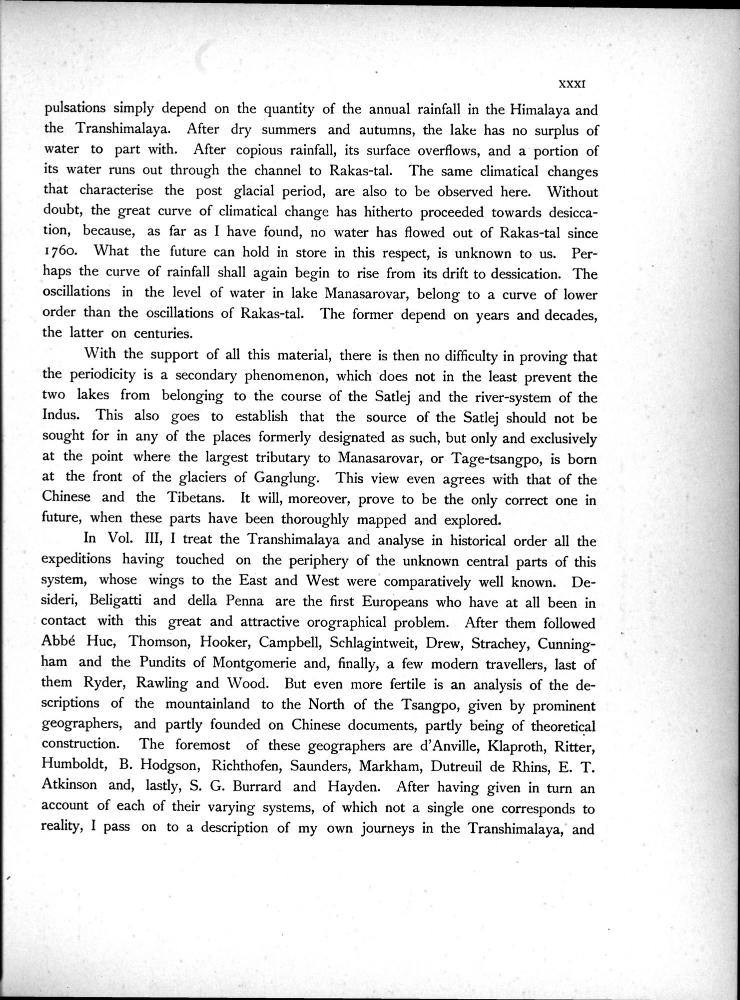 XXXI
pulsations simply depend on the quantity of the annual rainfall in the Himalaya and
the Transhimalaya. After dry summers and autumns, the lake has no surplus of
water to part with. After copious rainfall, its surface overflows, and a portion of
its water runs out through the channel to Rakas-tal. The same climatical changes
that characterise the post glacial period, are also to be observed here. Without
doubt, the great curve of climatical change has hitherto proceeded towards desicca-
tion, because, as far as I have found, no water has flowed out of Rakas-tal since
1760. What the future can hold in store in this respect, is unknown to us. Per-
haps the curve of rainfall shall again begin to rise from its drift to dessication. The
oscillations in the level of water in lake Manasarovar, belong to a curve of lower
order than the oscillations of Rakas-tal. The former depend on years and decades,
the latter on centuries.
With the support of all this material, there is then no difficulty in proving that
the periodicity is a secondary phenomenon, which does not in the least prevent the
two lakes from belonging to the course of the Satlej and the river-system of the
Indus. This also goes to establish that the source of the Satlej should not be
sought for in any of the places formerly designated as such, but only and exclusively
at the point where the largest tributary to Manasarovar, or Tage-tsangpo, is born
at the front of the glaciers of Ganglung. This view even agrees with that of the
Chinese and the Tibetans. It will, moreover, prove to be the only correct one in
future, when these parts have been thoroughly mapped and explored.
In Vol. III, I treat the Transhimalaya and analyse in historical order all the
expeditions having touched on the periphery of the unknown central parts of this
system, whose wings to the East and West were comparatively well known. De-
sideri, Beligatti and della Penna are the first Europeans who have at all been in
contact with this great and attractive orographical problem. After them followed
Abbé Huc, Thomson, Hooker, Campbell, Schlagintweit, Drew, Strachey, Cunning-
ham and the Pundits of Montgomerie and, finally, a few modern travellers, last of
them Ryder, Rawling and Wood. But even more fertile is an analysis of the de-
scriptions of the mountainland to the North of the Tsangpo, given by prominent
geographers, and partly founded on Chinese documents, partly being of theoretical
construction. The foremost of these geographers are d'Anville, Klaproth, Ritter,
Humboldt, B. Hodgson, Richthofen, Saunders, Markham, Dutreuil de Rhins, E. T.
Atkinson and, lastly, S. G. Burrard and Hayden. After having given in turn an
account of each of their varying systems, of which not a single one corresponds to
reality, I pass on to a description of my own journeys in the Transhimalaya, and